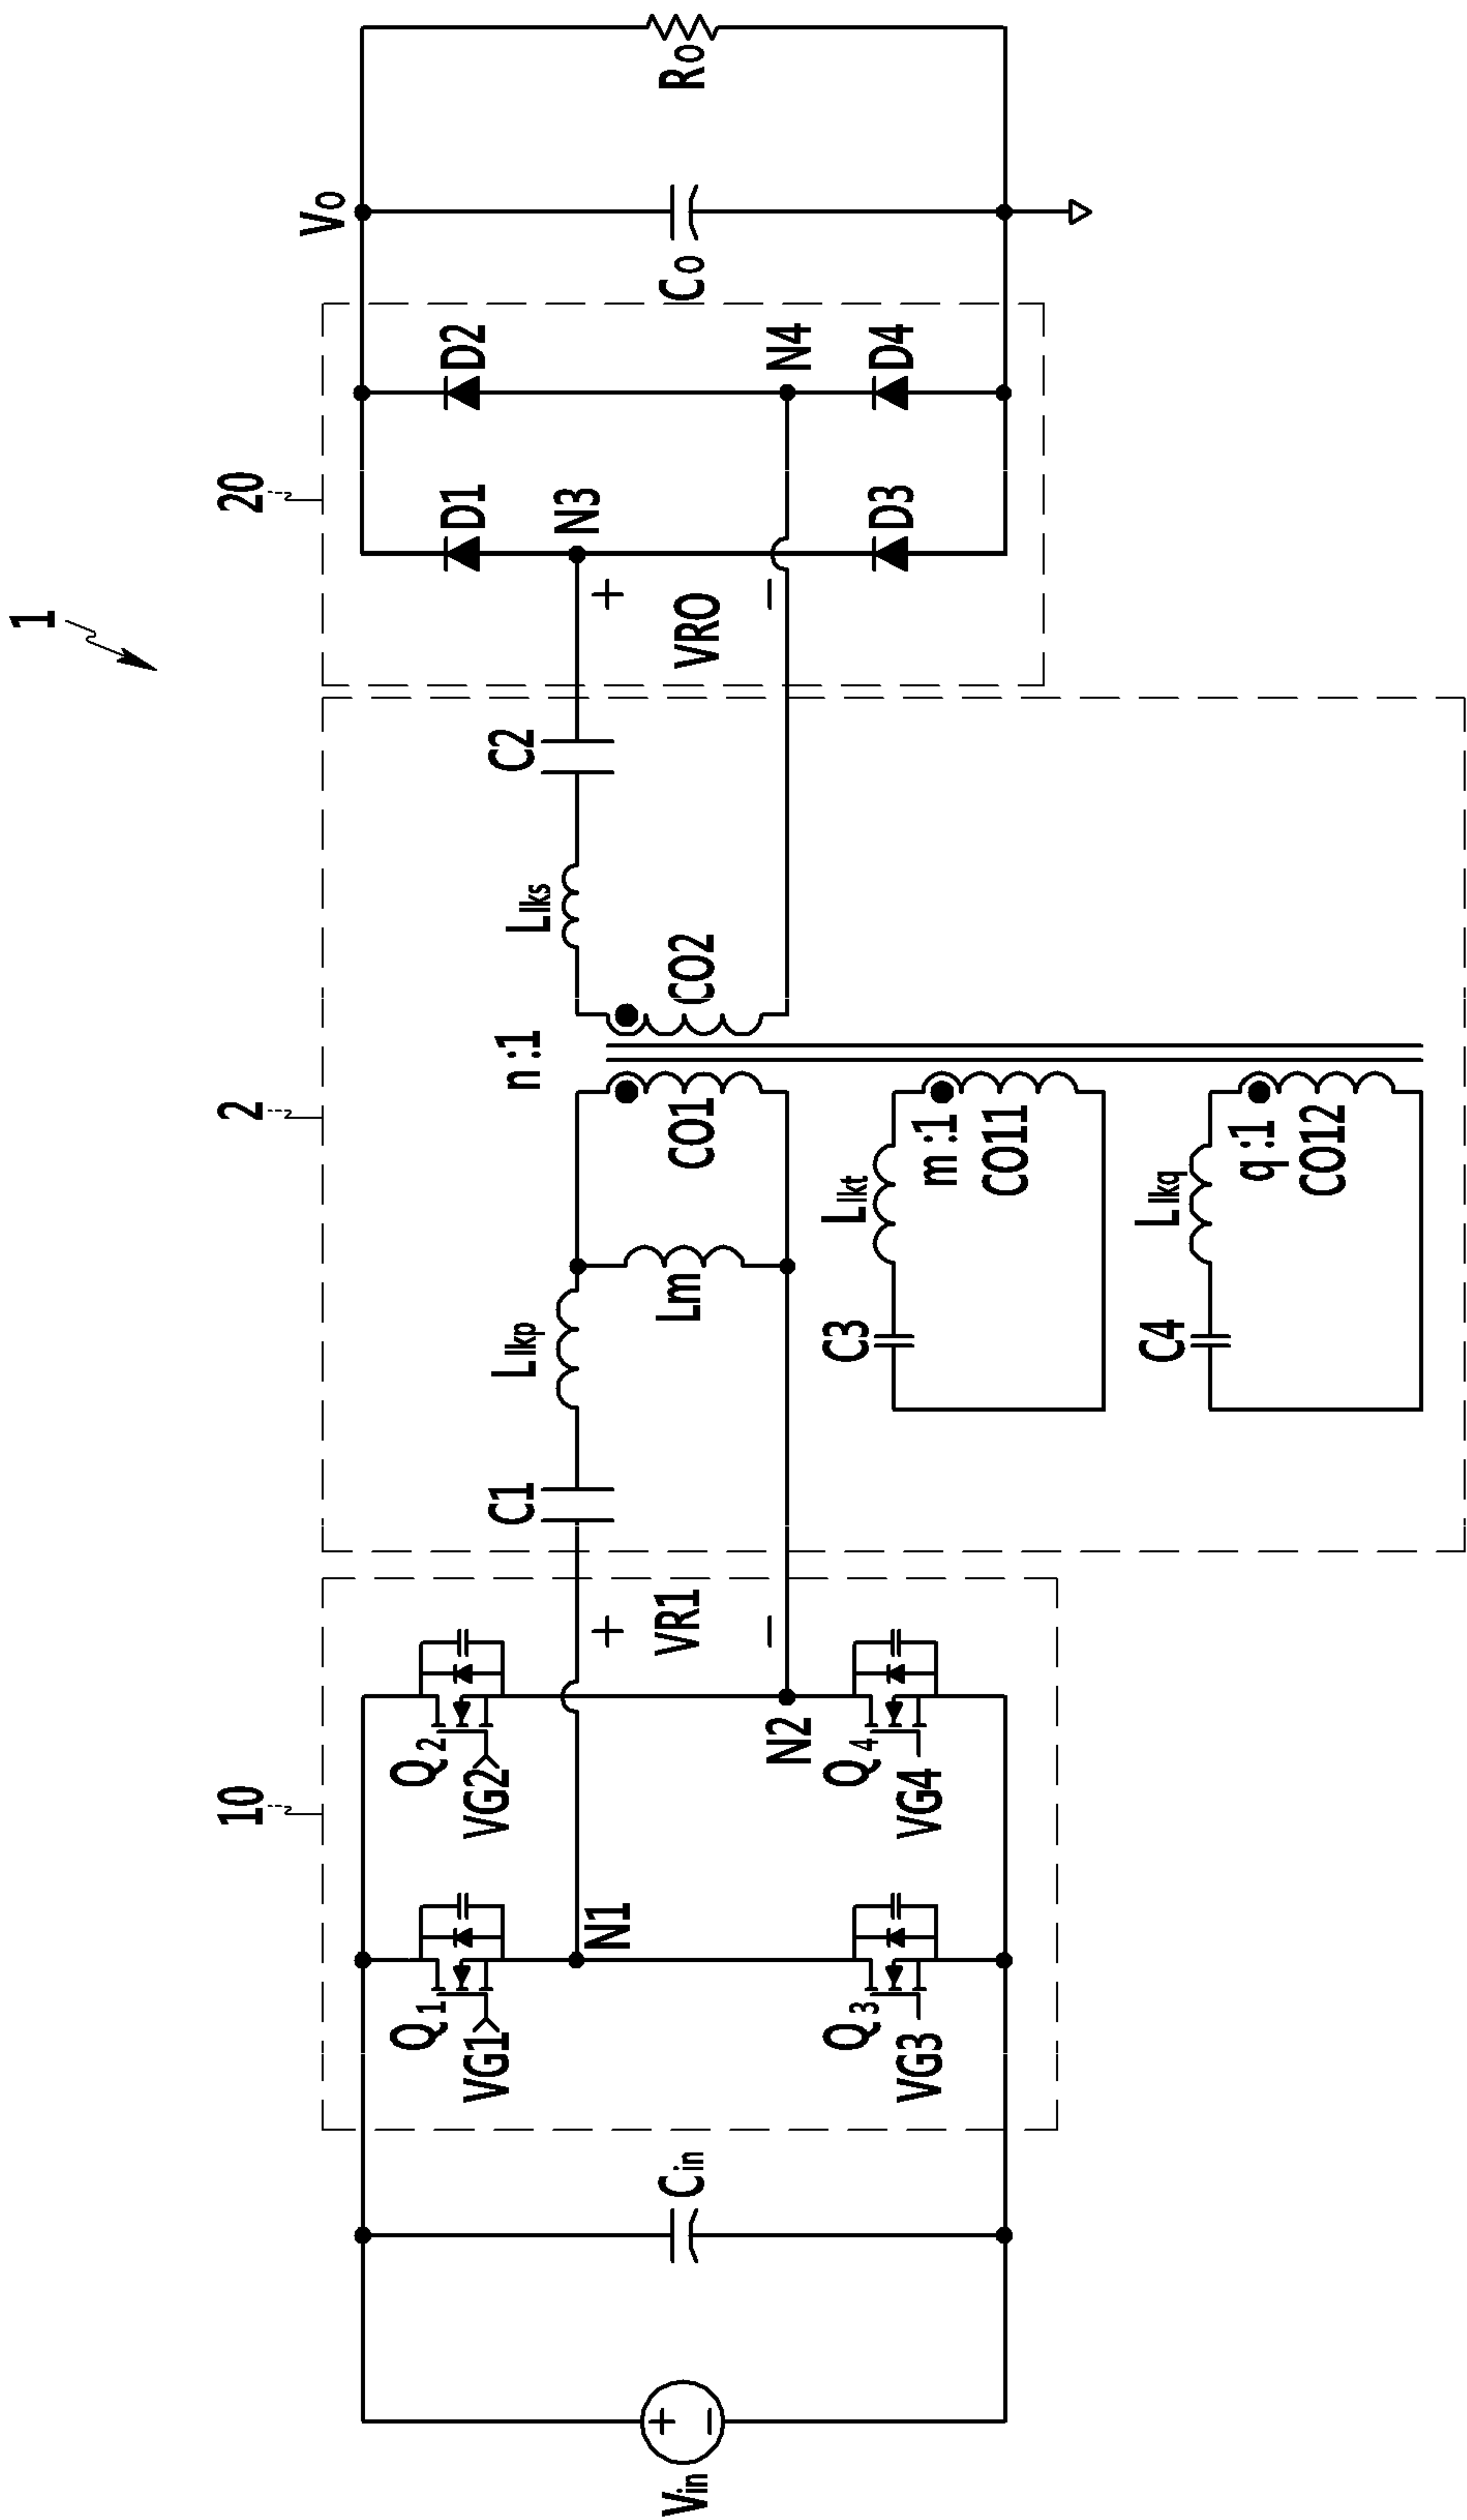 1
10
2
20
Vin
Cin
Q1
VG1
Q2
VG2
N1
Q3
VG3
N2
Q4
VG4
VR1
+
−
C1
Llkp
Lm
n:1
CO1
CO2
Llks
C2
C3
Llkt
m:1
CO11
C4
Llkq
q:1
CO12
+
VRO
−
D1
N3
D3
D2
N4
D4
Vo
Co
Ro